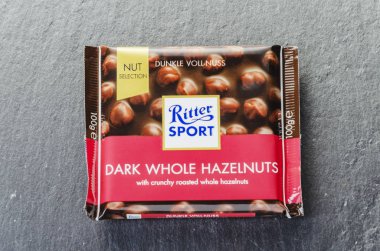 DUNKLE VOLL-NUSS
NUT
SELECTION
Ritter
SPORT
100g e
100g e
DARK WHOLE HAZELNUTS
with crunchy roasted whole hazelnuts